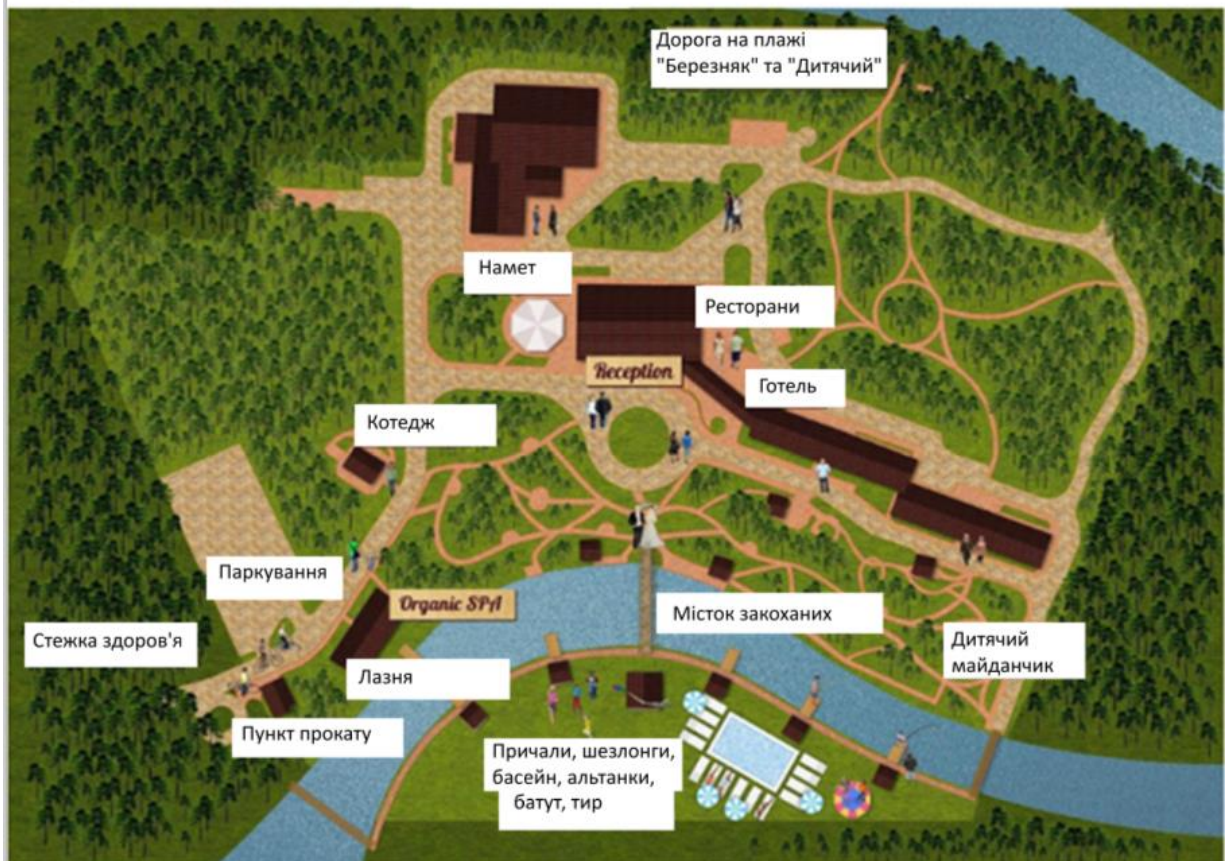 Дорога на плажі
"Березняк" та "Дитячий"
Намет
Ресторани
Reception
Готель
Котедж
Паркування
Organic SPA
Місток закоханих
Стежка здоров'я
Дитячий
майданчик
Лазня
Пункт прокату
Причали, шезлонги,
басейн, альтанки,
батут, тир